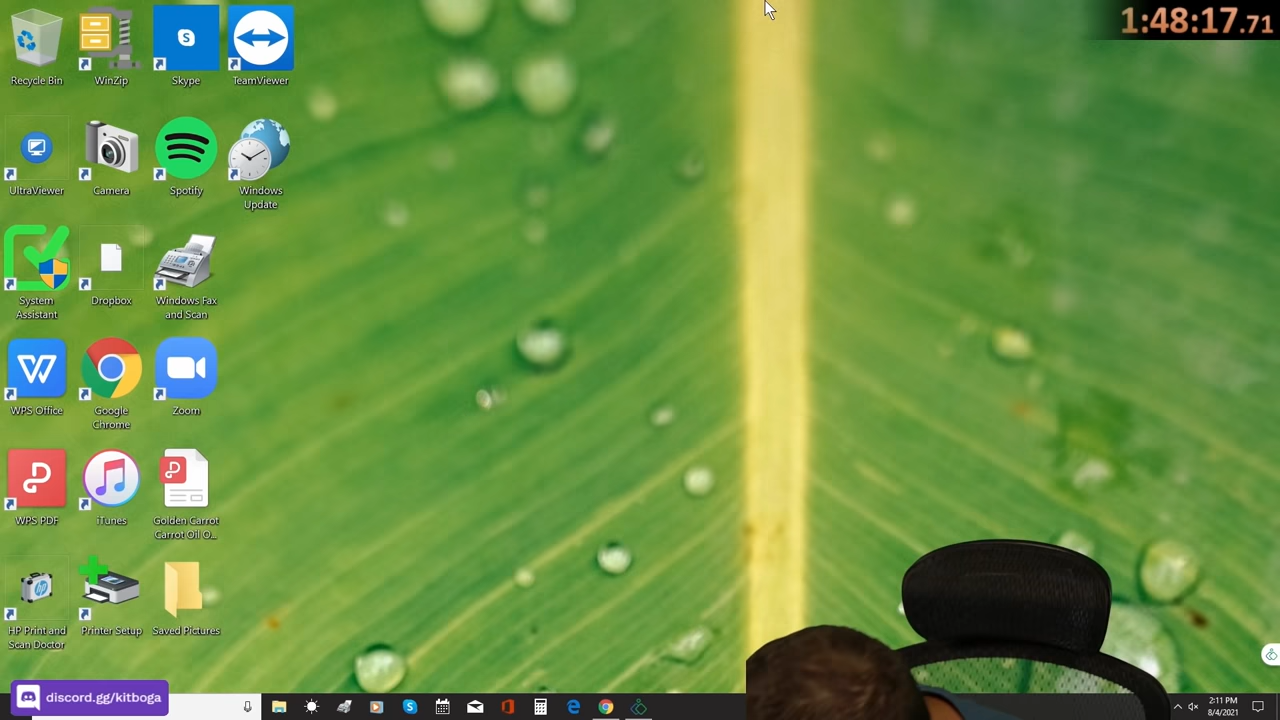 1:48:17.71
Recycle Bin
WinZip
Skype
TeamViewer
UltraViewer
Camera
Spotify
Windows
Update
System
Assistant
Dropbox
Windows Fax
and Scan
WPS Office
Google
Chrome
Zoom
WPS PDF
iTunes
Golden Carrot
Carrot Oil O...
HP Print and
Scan Doctor
Printer Setup
Saved Pictures
discord.gg/kitboga
2:11 PM
8/4/2021